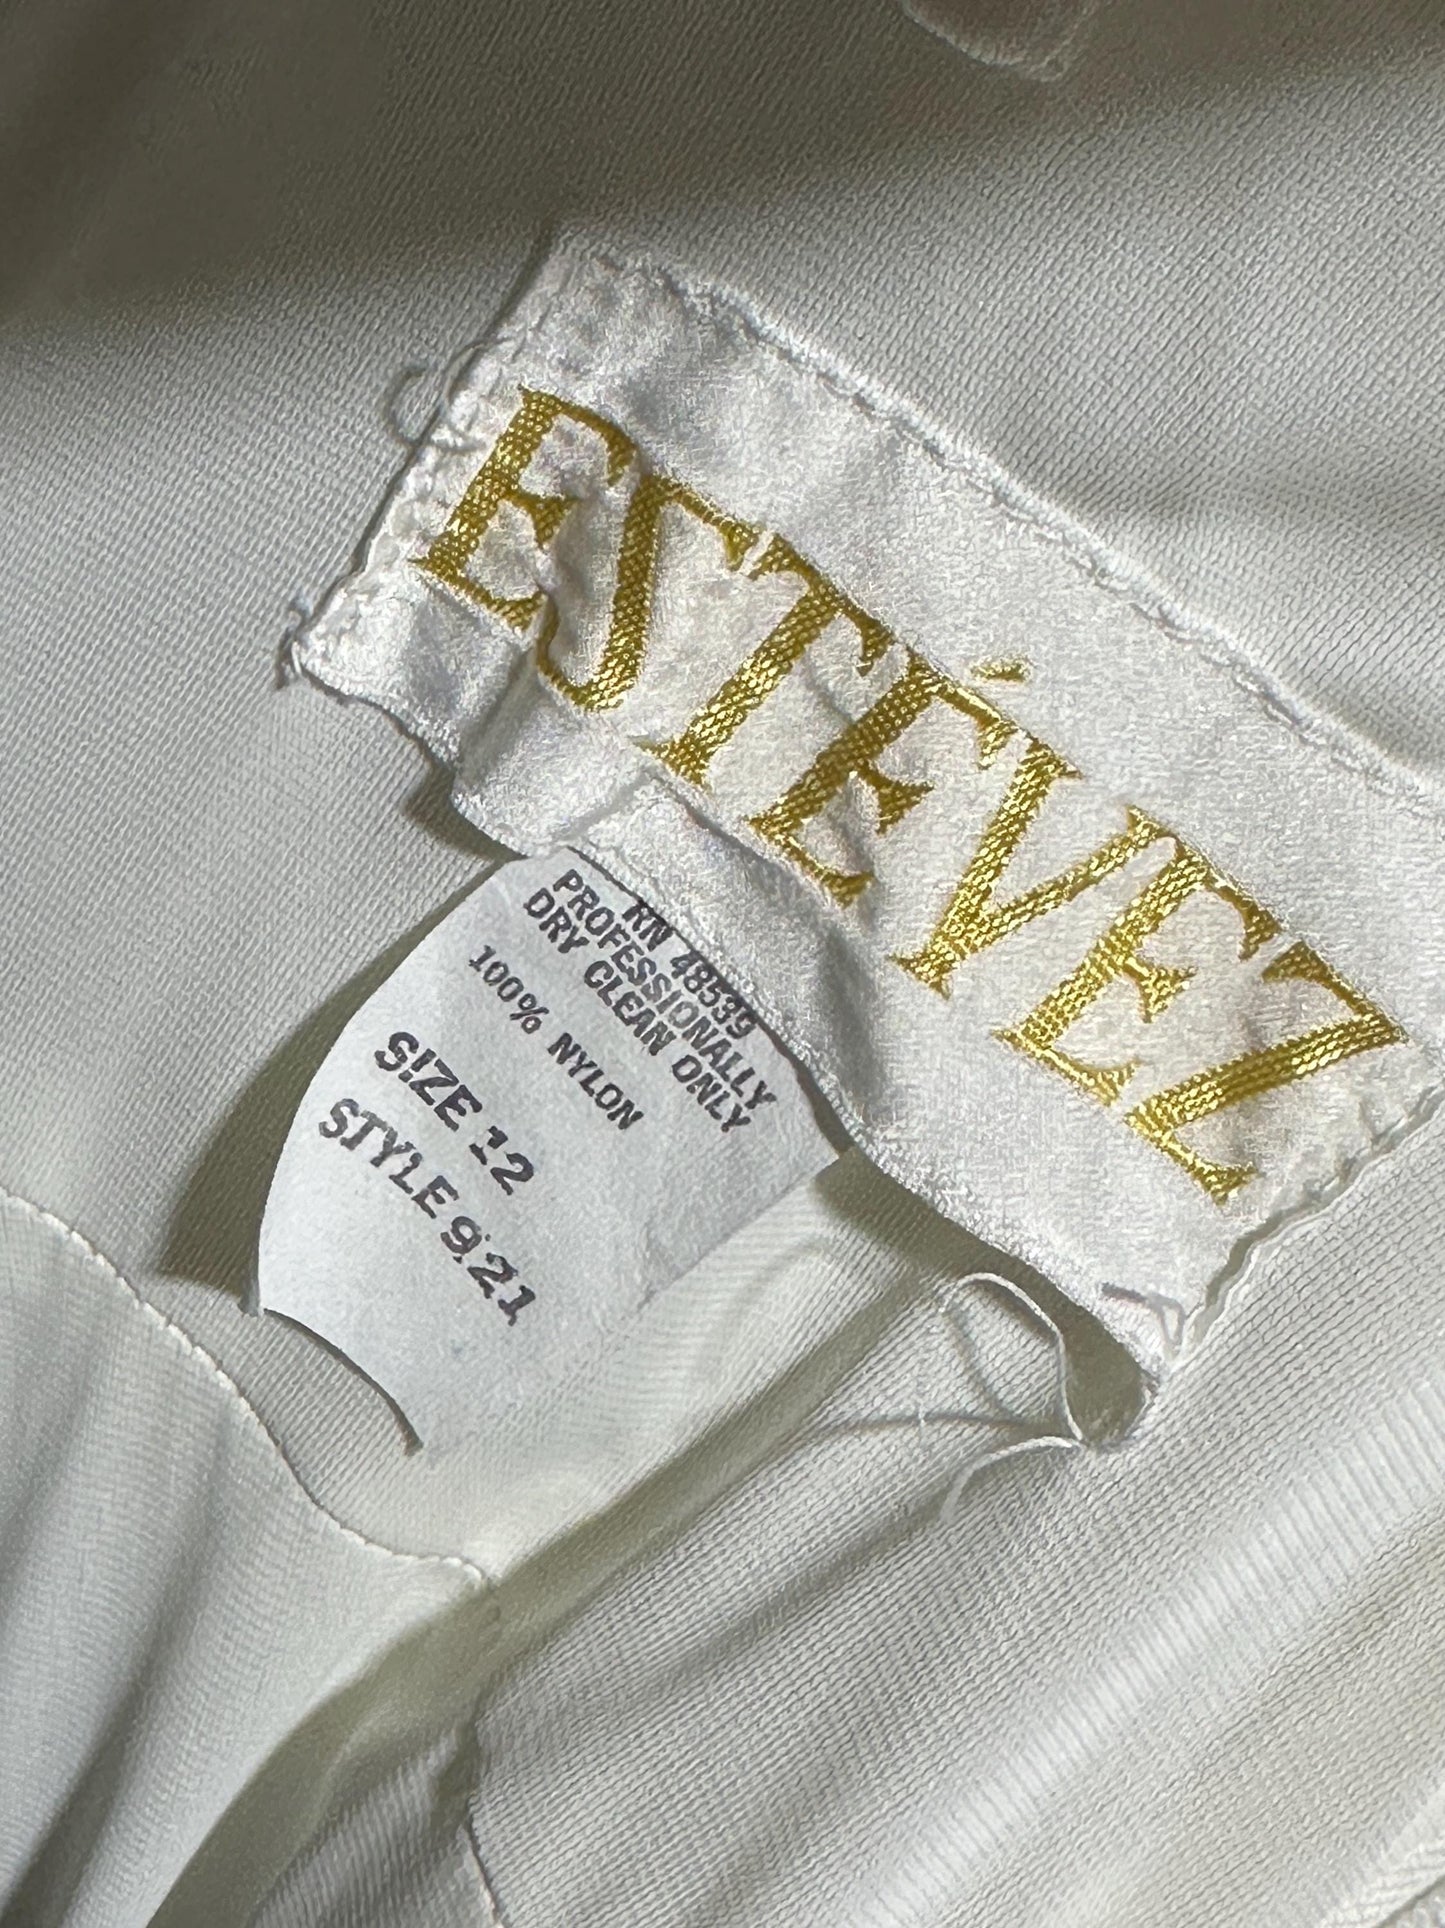 ESTÉVEZ
RN 48539
PROFESSIONALLY
DRY CLEAN ONLY
100% NYLON
SIZE 12
STYLE 921